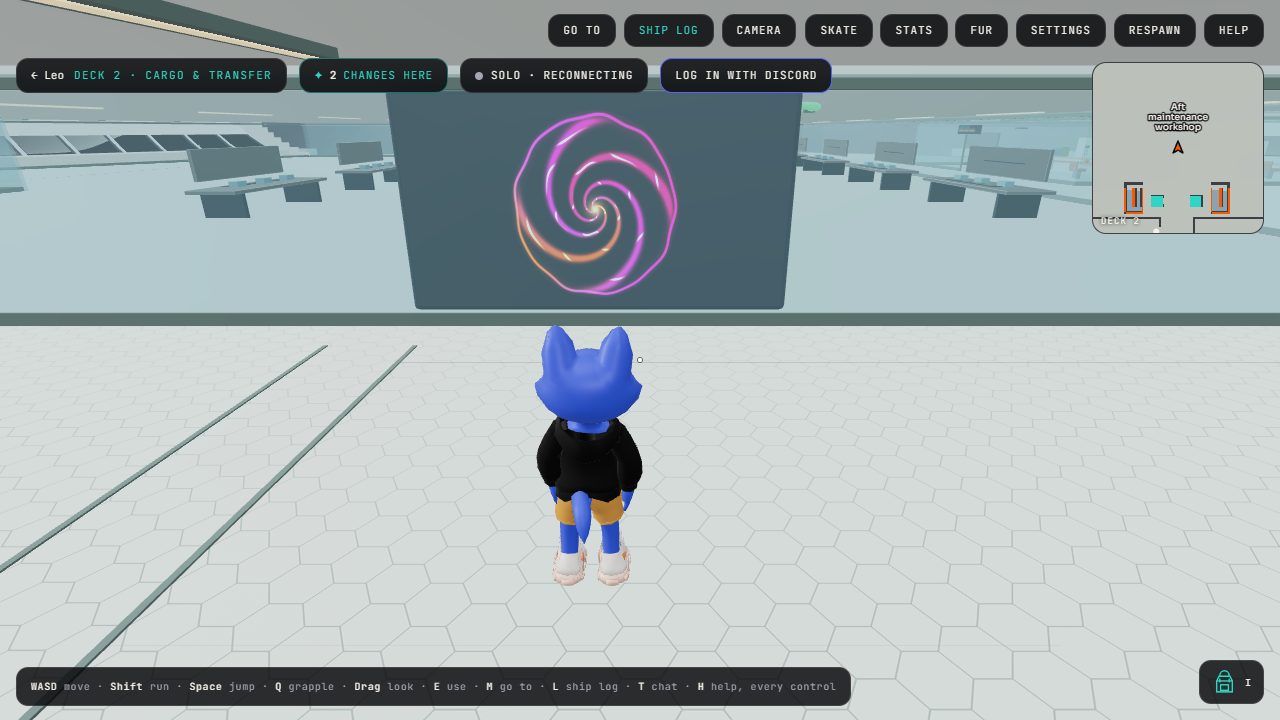 GO TO
SHIP LOG
CAMERA
SKATE
STATS
FUR
SETTINGS
RESPAWN
HELP
← Leo DECK 2 · CARGO & TRANSFER
✦ 2 CHANGES HERE
SOLO · RECONNECTING
LOG IN WITH DISCORD
Aft
maintenance
workshop
DECK 2
WASD move · Shift run · Space jump · Q grapple · Drag look · E use · M go to · L ship log · T chat · H help, every control
I